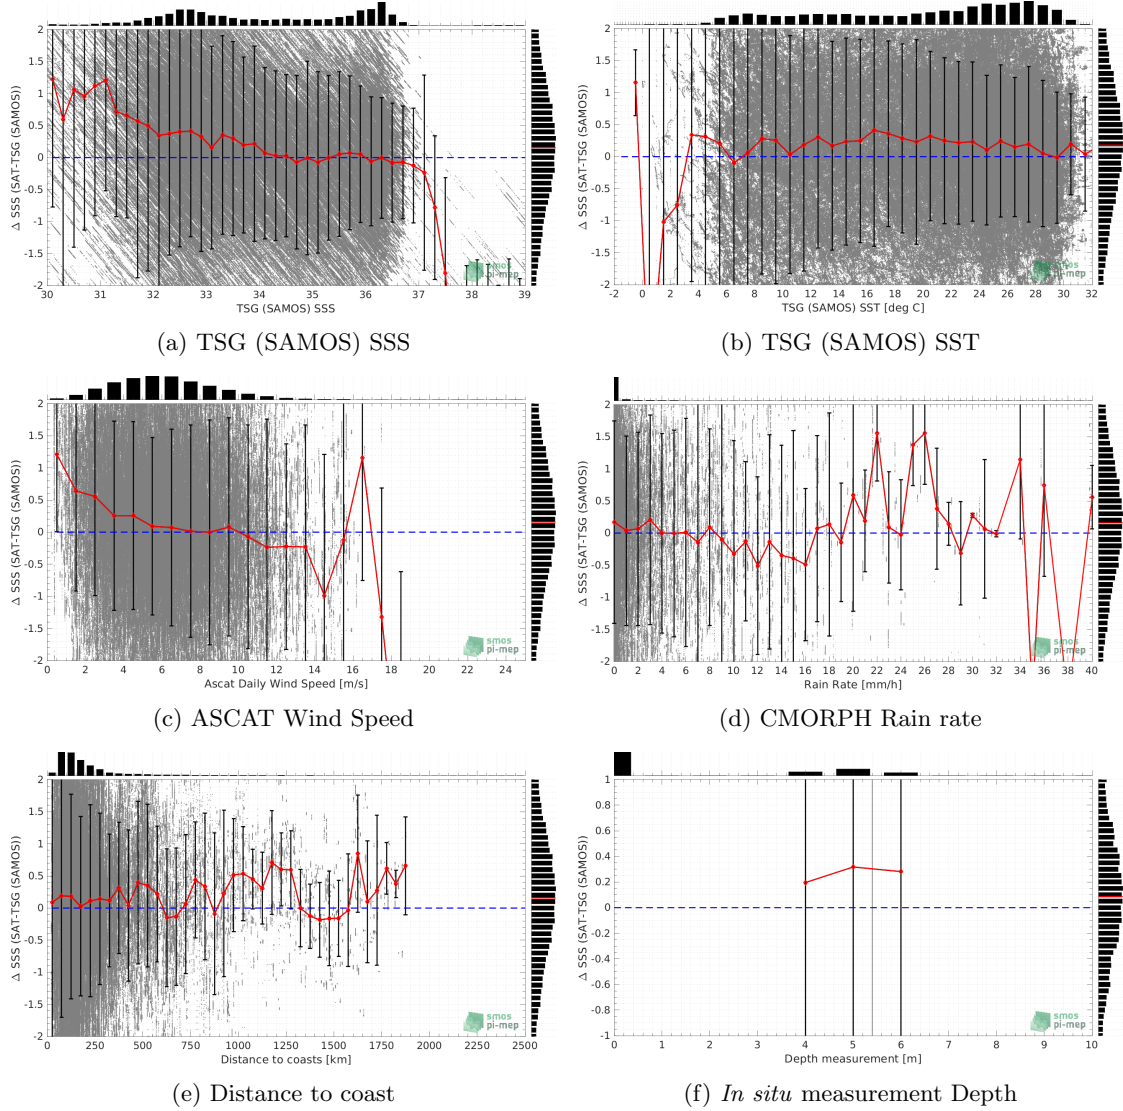 2
1.5
1
0.5
0
-0.5
-1
-1.5
-2
Δ SSS (SAT-TSG (SAMOS))
30 31 32 33 34 35 36 37 38 39
TSG (SAMOS) SSS
smos
pi-mep
(a) TSG (SAMOS) SSS
2
1.5
1
0.5
0
-0.5
-1
-1.5
-2
Δ SSS (SAT-TSG (SAMOS))
-2 0 2 4 6 8 10 12 14 16 18 20 22 24 26 28 30 32
TSG (SAMOS) SST [deg C]
smos
pi-mep
(b) TSG (SAMOS) SST
2
1.5
1
0.5
0
-0.5
-1
-1.5
-2
Δ SSS (SAT-TSG (SAMOS))
0 2 4 6 8 10 12 14 16 18 20 22 24
Ascat Daily Wind Speed [m/s]
smos
pi-mep
(c) ASCAT Wind Speed
2
1.5
1
0.5
0
-0.5
-1
-1.5
-2
Δ SSS (SAT-TSG (SAMOS))
0 2 4 6 8 10 12 14 16 18 20 22 24 26 28 30 32 34 36 38 40
Rain Rate [mm/h]
smos
pi-mep
(d) CMORPH Rain rate
2
1.5
1
0.5
0
-0.5
-1
-1.5
-2
Δ SSS (SAT-TSG (SAMOS))
0 250 500 750 1000 1250 1500 1750 2000 2250 2500
Distance to coasts [km]
smos
pi-mep
(e) Distance to coast
1
0.8
0.6
0.4
0.2
0
-0.2
-0.4
-0.6
-0.8
-1
Δ SSS (SAT-TSG (SAMOS))
0 1 2 3 4 5 6 7 8 9 10
Depth measurement [m]
smos
pi-mep
(f) In situ measurement Depth